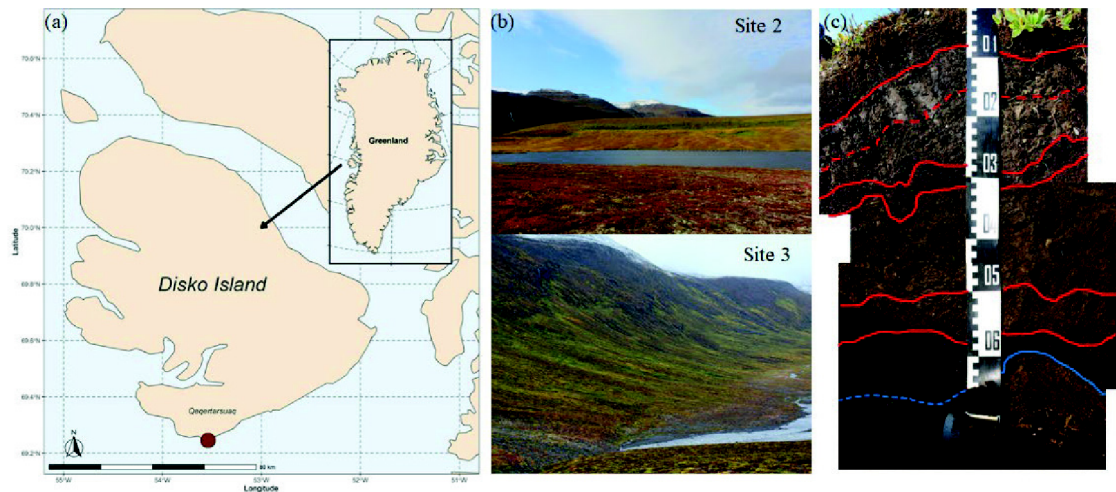 (a)
70.8°N
70.6°N
70.4°N
70.2°N
70.0°N
69.8°N
69.6°N
69.4°N
69.2°N
Latitude
Greenland
Disko Island
Qeqertarsuaq
N
80 km
55°W
54°W
53°W
52°W
51°W
Longitude
(b)
Site 2
Site 3
(c)
01
02
03
04
05
06